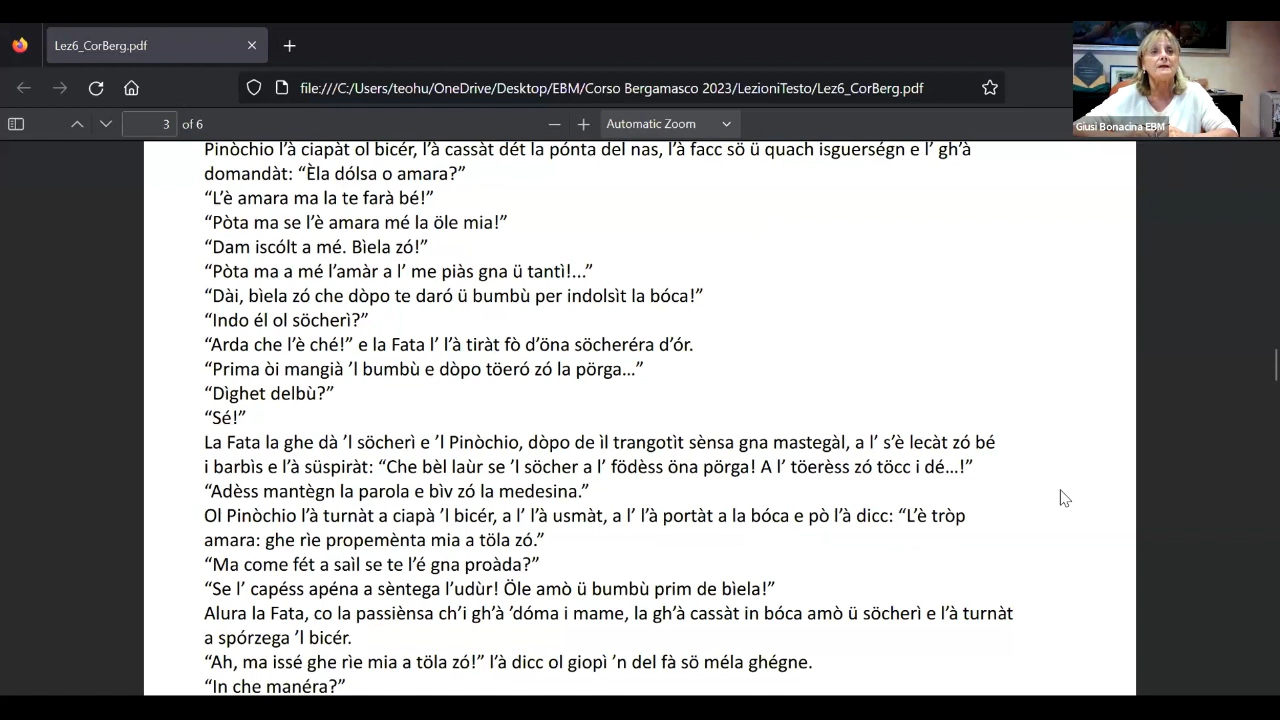 Lez6_CorBerg.pdf
file:///C:/Users/teohu/OneDrive/Desktop/EBM/Corso Bergamasco 2023/LezioniTesto/Lez6_CorBerg.pdf
3 of 6
Automatic Zoom
Giusi Bonacina EBM
Pinòchio l’à ciapàt ol bicér, l’à cassàt dét la pónta del nas, l’à facc sö ü quach isguerségn e l’ gh’à
domandàt: “Èla dólsa o amara?”
“L’è amara ma la te farà bé!”
“Pòta ma se l’è amara mé la öle mia!”
“Dam iscólt a mé. Bìela zó!”
“Pòta ma a mé l’amàr a l’ me piàs gna ü tantì!...”
“Dài, bìela zó che dòpo te daró ü bumbù per indolsìt la bóca!”
“Indo él ol söcherì?”
“Arda che l’è ché!” e la Fata l’ l’à tiràt fò d’öna söcheréra d’ór.
“Prima òi mangià ’l bumbù e dòpo töeró zó la pörga…”
“Dìghet delbù?”
“Sé!”
La Fata la ghe dà ’l söcherì e ’l Pinòchio, dòpo de ìl trangotìt sènsa gna mastegàl, a l’ s’è lecàt zó bé
i barbìs e l’à süspiràt: “Che bèl laùr se ’l söcher a l’ födèss öna pörga! A l’ töerèss zó töcc i dé…!”
“Adèss mantègn la parola e bìv zó la medesina.”
Ol Pinòchio l’à turnàt a ciapà ’l bicér, a l’ l’à usmàt, a l’ l’à portàt a la bóca e pò l’à dicc: “L’è tròp
amara: ghe rìe propemènta mia a töla zó.”
“Ma come fét a saìl se te l’é gna proàda?”
“Se l’ capéss apéna a sèntega l’udùr! Öle amò ü bumbù prim de bìela!”
Alura la Fata, co la passiènsa ch’i gh’à ’dóma i mame, la gh’à cassàt in bóca amò ü söcherì e l’à turnàt
a spórzega ’l bicér.
“Ah, ma issé ghe rìe mia a töla zó!” l’à dicc ol giopì ’n del fà sö méla ghégne.
“In che manéra?”